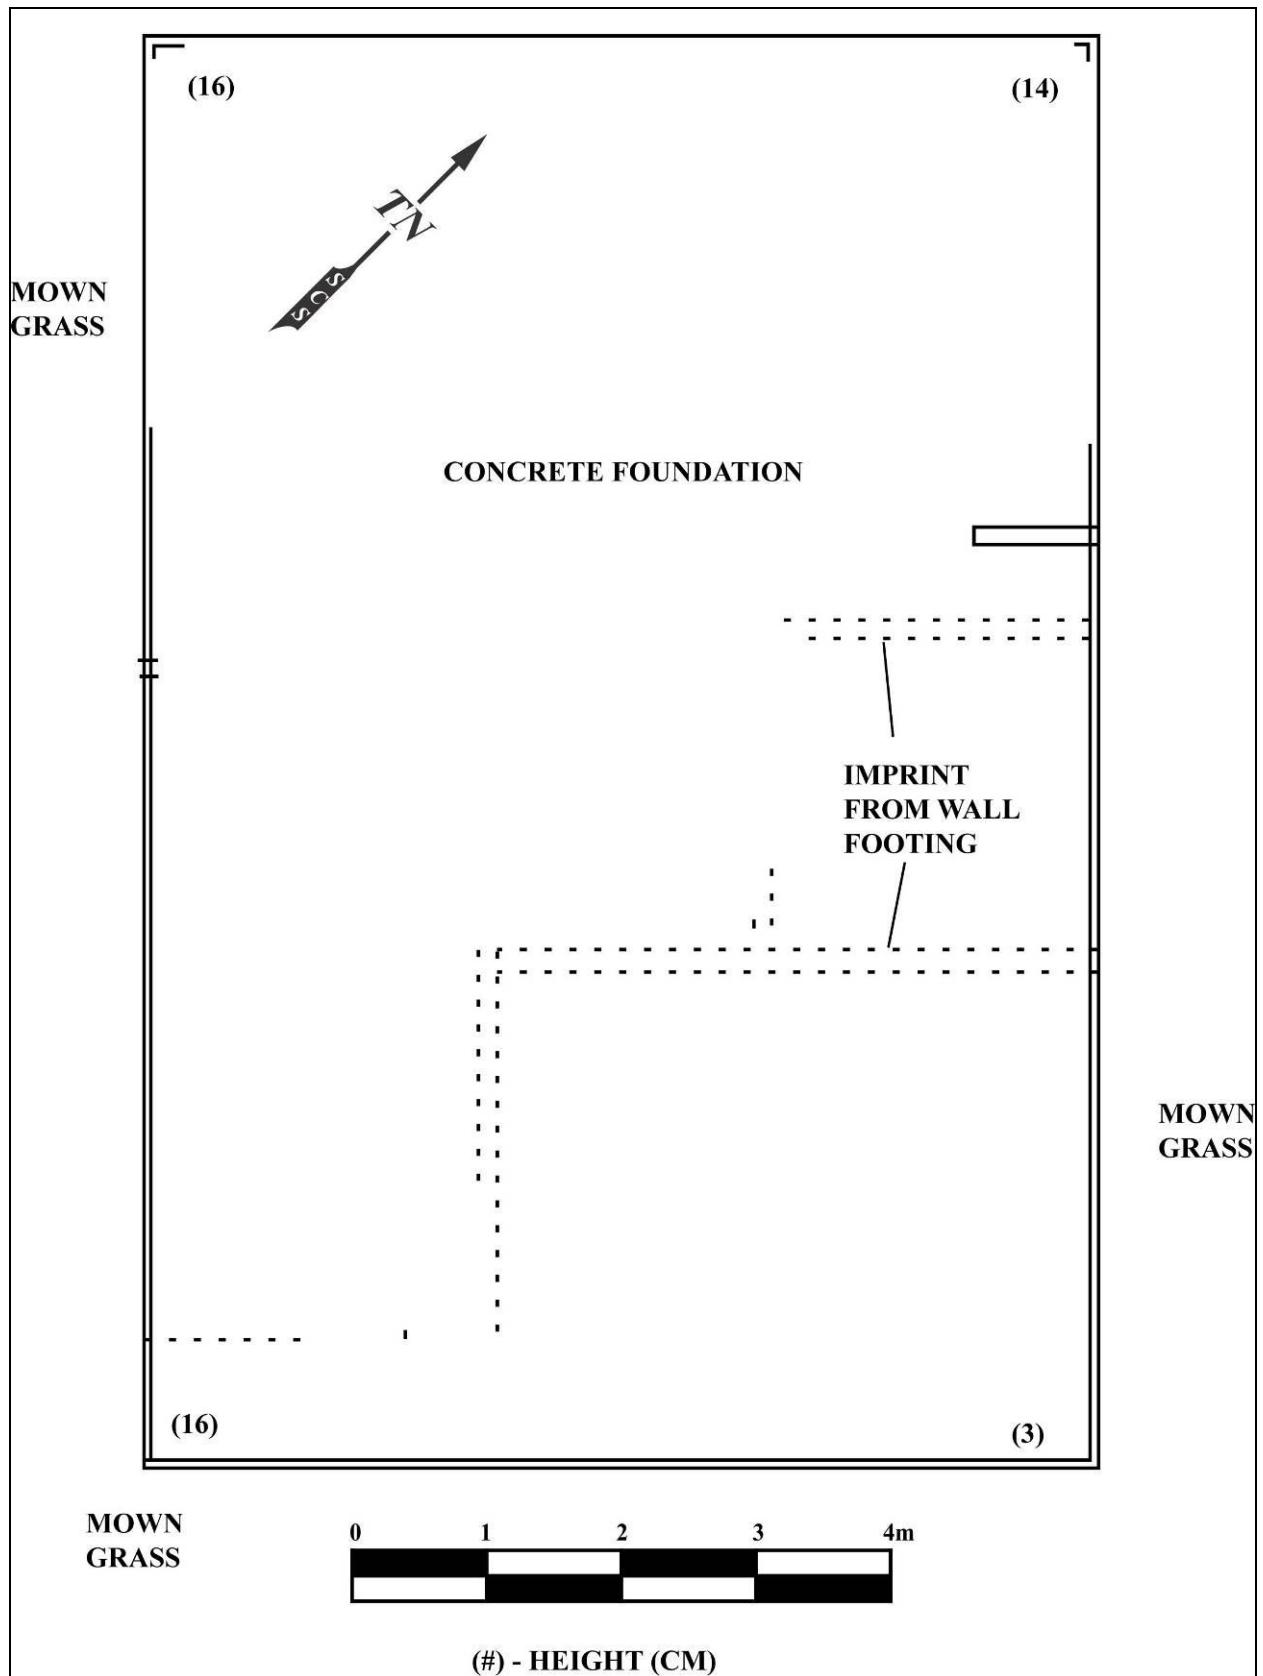 (16)
(14)
TN
SCS
MOWN
GRASS
CONCRETE FOUNDATION
IMPRINT
FROM WALL
FOOTING
MOWN
GRASS
(16)
(3)
MOWN
GRASS
0 1 2 3 4m
(#) - HEIGHT (CM)